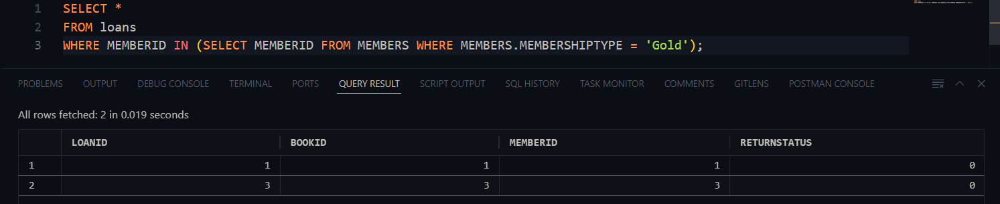 1 SELECT *
2 FROM loans
3 WHERE MEMBERID IN (SELECT MEMBERID FROM MEMBERS WHERE MEMBERS.MEMBERSHIPTYPE = 'Gold');
PROBLEMS OUTPUT DEBUG CONSOLE TERMINAL PORTS QUERY RESULT SCRIPT OUTPUT SQL HISTORY TASK MONITOR COMMENTS GITLENS POSTMAN CONSOLE
All rows fetched: 2 in 0.019 seconds
LOANID BOOKID MEMBERID RETURNSTATUS
1 1 1 1 0
2 3 3 3 0